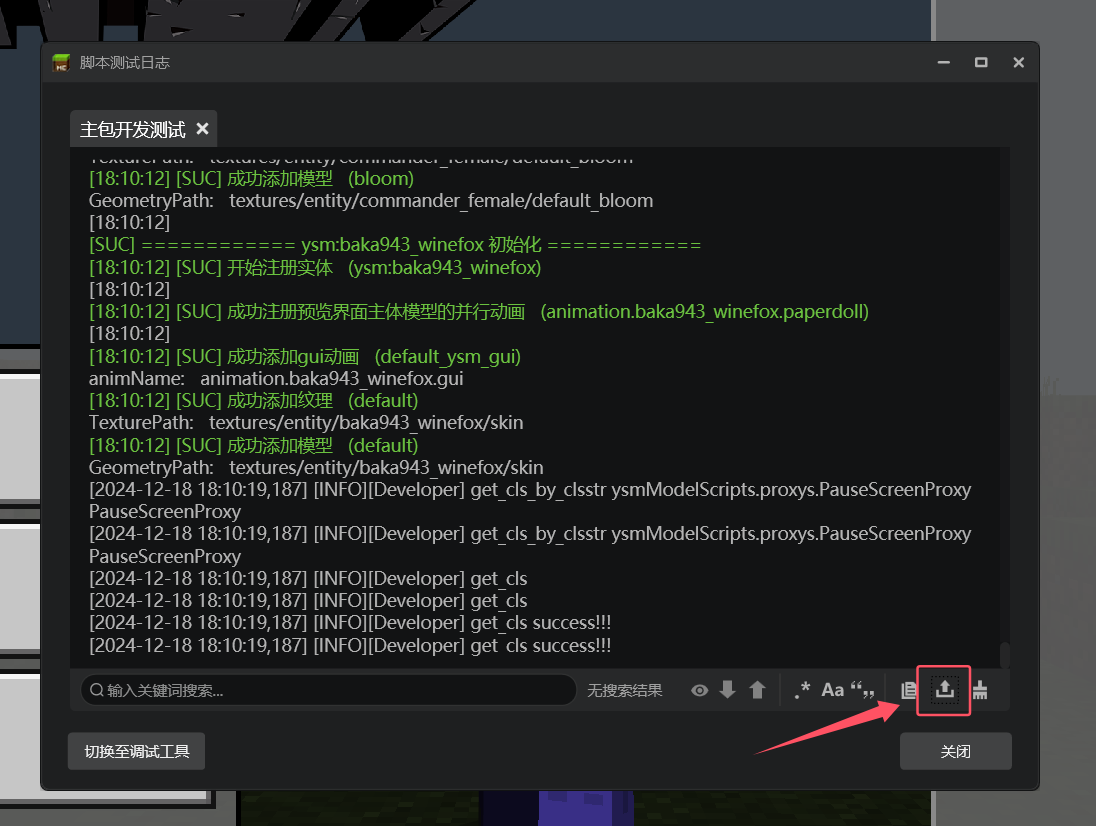 脚本测试日志
主包开发测试
TexturePath: textures/entity/commander_female/default_bloom
[18:10:12] [SUC] 成功添加模型 (bloom)
GeometryPath: textures/entity/commander_female/default_bloom
[18:10:12]
[SUC] ============ ysm:baka943_winefox 初始化 ============
[18:10:12] [SUC] 开始注册实体 (ysm:baka943_winefox)
[18:10:12]
[18:10:12] [SUC] 成功注册预览界面主体模型的并行动画 (animation.baka943_winefox.paperdoll)
[18:10:12]
[18:10:12] [SUC] 成功添加gui动画 (default_ysm_gui)
animName: animation.baka943_winefox.gui
[18:10:12] [SUC] 成功添加纹理 (default)
TexturePath: textures/entity/baka943_winefox/skin
[18:10:12] [SUC] 成功添加模型 (default)
GeometryPath: textures/entity/baka943_winefox/skin
[2024-12-18 18:10:19,187] [INFO][Developer] get_cls_by_clsstr ysmModelScripts.proxys.PauseScreenProxy
PauseScreenProxy
[2024-12-18 18:10:19,187] [INFO][Developer] get_cls_by_clsstr ysmModelScripts.proxys.PauseScreenProxy
PauseScreenProxy
[2024-12-18 18:10:19,187] [INFO][Developer] get_cls
[2024-12-18 18:10:19,187] [INFO][Developer] get_cls
[2024-12-18 18:10:19,187] [INFO][Developer] get_cls success!!!
[2024-12-18 18:10:19,187] [INFO][Developer] get_cls success!!!
输入关键词搜索... 无搜索结果 .* Aa “„
切换至调试工具 关闭